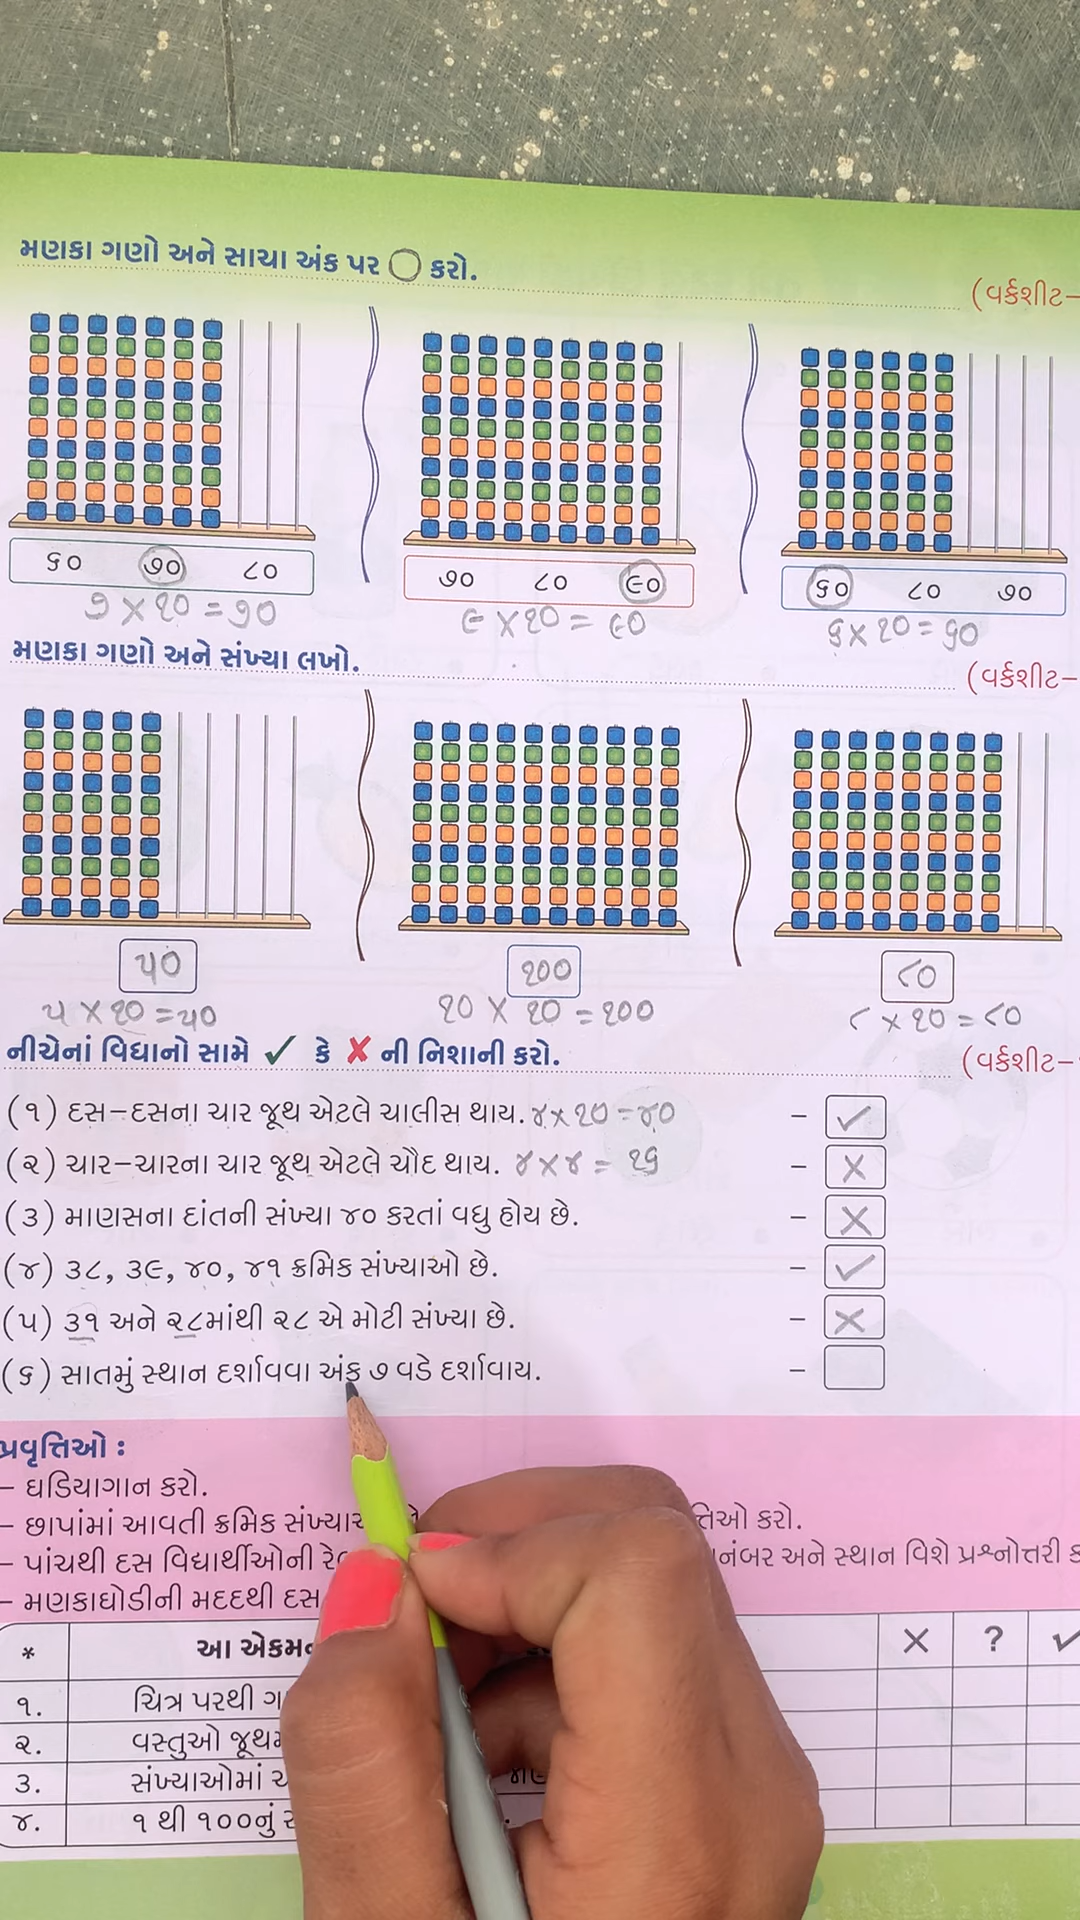 મણકા ગણો અને સાચા અંક પર ◯ કરો.
(વર્કશીટ-
૬૦ ૭૦ ૮૦
૭૦ ૮૦ ૯૦
૬૦ ૮૦ ૭૦
૭ X ૧૦ = ૭૦
૯ X ૧૦ = ૯૦
૬ X ૧૦ = ૬૦
મણકા ગણો અને સંખ્યા લખો.
(વર્કશીટ-
૫૦
૧૦૦
૮૦
૫ X ૧૦ = ૫૦
૧૦ X ૧૦ = ૧૦૦
૮ X ૧૦ = ૮૦
નીચેનાં વિધાનો સામે ✓ કે ✗ ની નિશાની કરો.
(વર્કશીટ-
(૧) દસ-દસના ચાર જૂથ એટલે ચાલીસ થાય. ૪ X ૧૦ = ૪૦ - ✓
(૨) ચાર-ચારના ચાર જૂથ એટલે ચૌદ થાય. ૪ X ૪ = ૧૬ - X
(૩) માણસના દાંતની સંખ્યા ૪૦ કરતાં વધુ હોય છે. - X
(૪) ૩૮, ૩૯, ૪૦, ૪૧ ક્રમિક સંખ્યાઓ છે. - ✓
(૫) ૩૧ અને ૨૮માંથી ૨૮ એ મોટી સંખ્યા છે. - X
(૬) સાતમું સ્થાન દર્શાવવા અંક ૭ વડે દર્શાવાય. -
પ્રવૃત્તિઓ :
- ઘડિયાગાન કરો.
- છાપાંમાં આવતી ક્રમિક કરો.
- પાંચથી દસ વિદ્યાર્થીઓની અને સ્થાન વિશે પ્રશ્નોત્તરી
- મણકાઘોડીની મદદથી દસ
* આ X ? ✓
૧. ચિત્ર પરથી
૨. વસ્તુઓ
૩. સંખ્યાઓમાં
૪. ૧ થી ૧૦૦નું